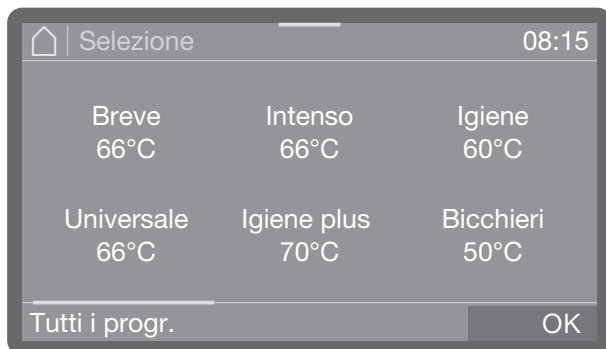 Selezione 08:15
Breve Intenso Igiene
66°C 66°C 60°C
Universale Igiene plus Bicchieri
66°C 70°C 50°C
Tutti i progr. OK